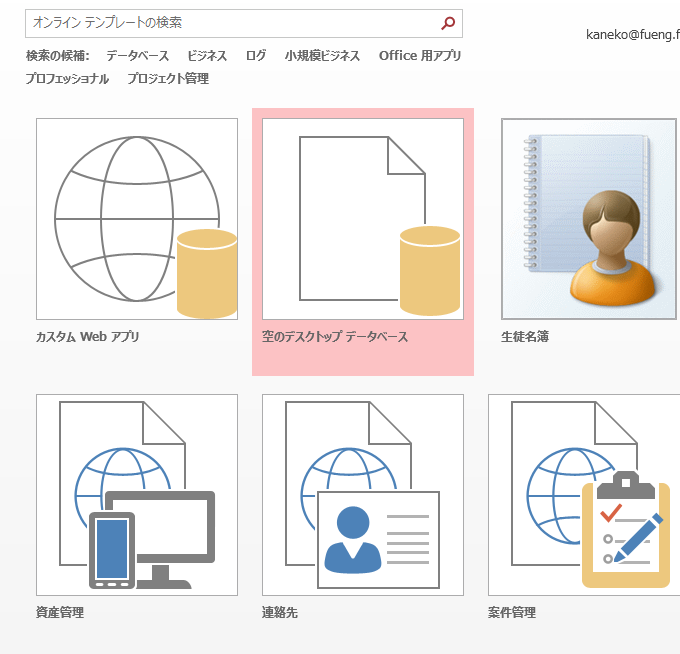 オンライン テンプレートの検索
kaneko@fueng.f
検索の候補: データベース ビジネス ログ 小規模ビジネス Office 用アプリ
プロフェッショナル プロジェクト管理
カスタム Web アプリ
空のデスクトップ データベース
生徒名簿
資産管理
連絡先
案件管理